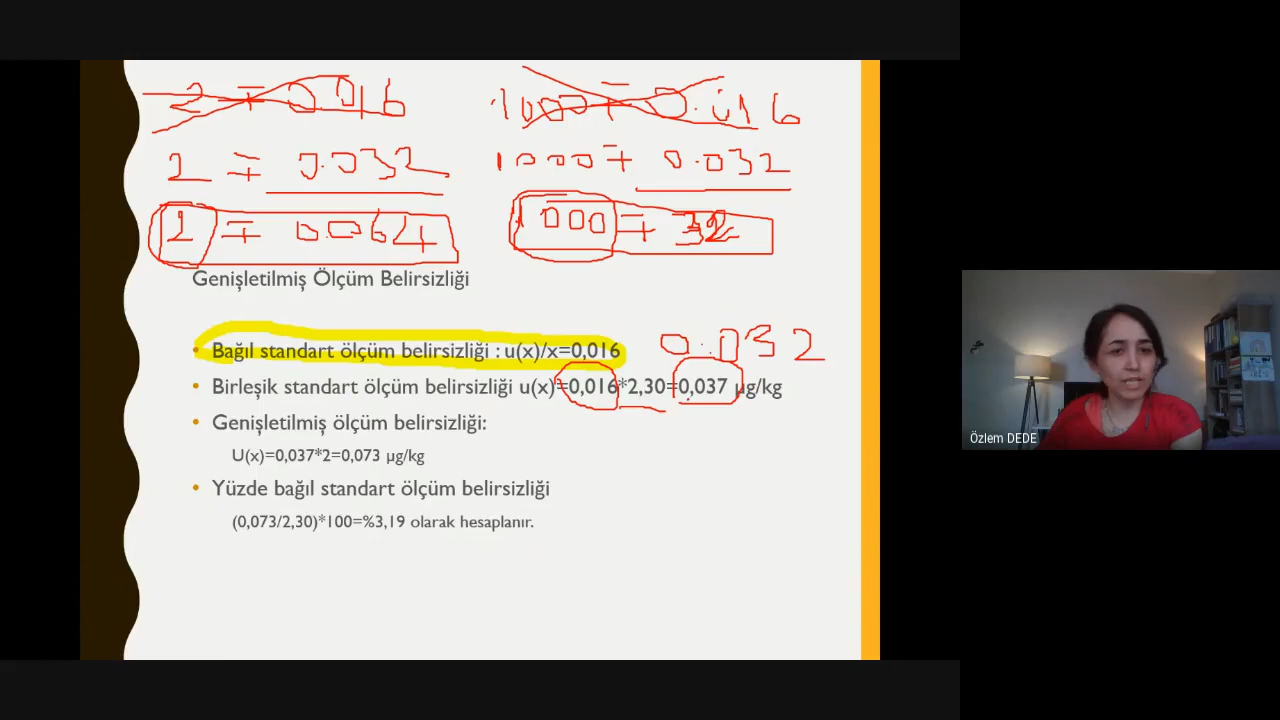 2 ∓ 0.016
1000 ∓ 0.016
2 ∓ 0.032
1000 ∓ 0.032
2 ∓ 0.064
1000 ∓ 32
Genişletilmiş Ölçüm Belirsizliği
• Bağıl standart ölçüm belirsizliği : u(x)/x=0,016
0.032
• Birleşik standart ölçüm belirsizliği u(x)=0,016*2,30=0,037 µg/kg
• Genişletilmiş ölçüm belirsizliği:
U(x)=0,037*2=0,073 µg/kg
• Yüzde bağıl standart ölçüm belirsizliği
(0,073/2,30)*100=%3,19 olarak hesaplanır.
Özlem DEDE